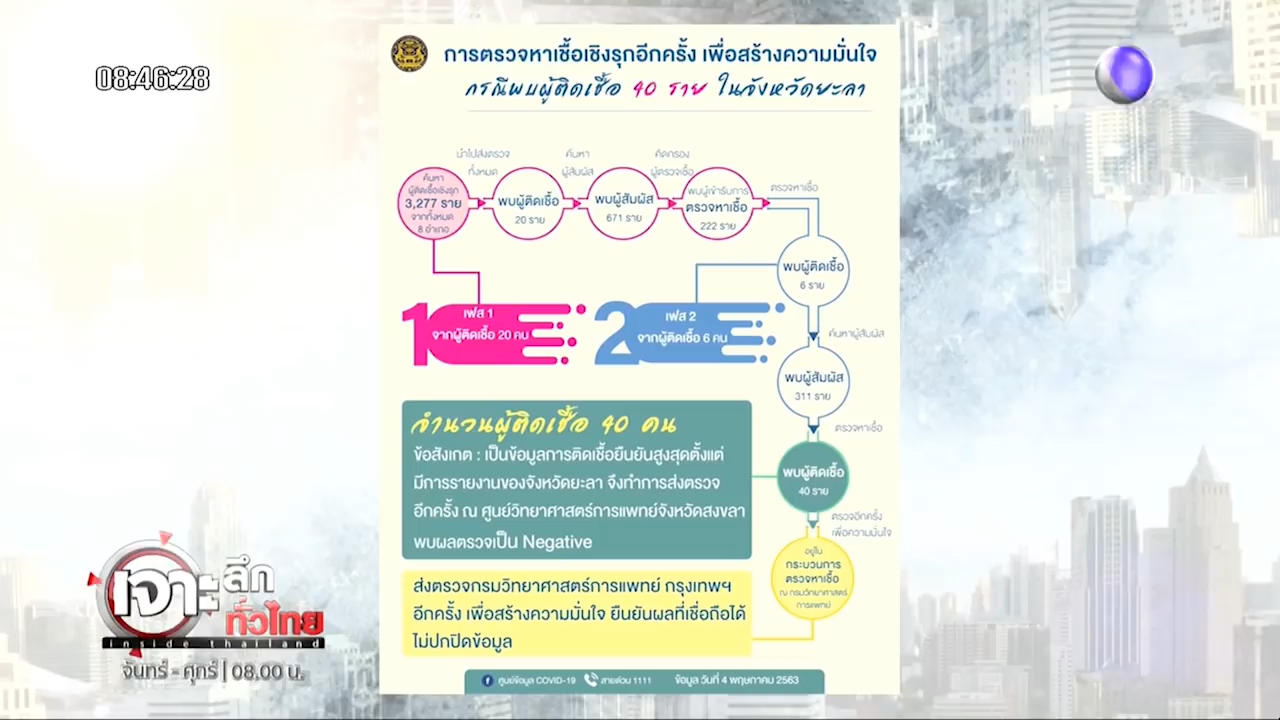 08:46:28
การตรวจหาเชื้อเชิงรุกอีกครั้ง เพื่อสร้างความมั่นใจ
กรณีพบผู้ติดเชื้อ 40 ราย ในจังหวัดยะลา
นำไปส่งตรวจ
ทั้งหมด
ค้นหา
ผู้สัมผัส
คัดกรอง
ผู้ตรวจเชื้อ
ตรวจหาเชื้อ
ค้นหา
ผู้ติดเชื้อเชิงรุก
3,277 ราย
จากทั้งหมด
8 อำเภอ
พบผู้ติดเชื้อ
20 ราย
พบผู้สัมผัส
671 ราย
พบผู้เข้ารับการ
ตรวจหาเชื้อ
222 ราย
พบผู้ติดเชื้อ
6 ราย
1
เฟส 1
จากผู้ติดเชื้อ 20 คน
2
เฟส 2
จากผู้ติดเชื้อ 6 คน
ค้นหาผู้สัมผัส
พบผู้สัมผัส
311 ราย
ตรวจหาเชื้อ
จำนวนผู้ติดเชื้อ 40 คน
ข้อสังเกต : เป็นข้อมูลการติดเชื้อยืนยันสูงสุดตั้งแต่
มีการรายงานของจังหวัดยะลา จึงทำการส่งตรวจ
อีกครั้ง ณ ศูนย์วิทยาศาสตร์การแพทย์จังหวัดสงขลา
พบผลตรวจเป็น Negative
พบผู้ติดเชื้อ
40 ราย
ตรวจอีกครั้ง
เพื่อความมั่นใจ
อยู่ใน
กระบวนการ
ตรวจหาเชื้อ
ณ กรมวิทยาศาสตร์
การแพทย์
ส่งตรวจกรมวิทยาศาสตร์การแพทย์ กรุงเทพฯ
อีกครั้ง เพื่อสร้างความมั่นใจ ยืนยันผลที่เชื่อถือได้
ไม่ปกปิดข้อมูล
ศูนย์ข้อมูล COVID-19 สายด่วน 1111 ข้อมูล วันที่ 4 พฤษภาคม 2563
เจาะลึก
ทั่วไทย
inside thailand
จันทร์ - ศุกร์ | 08.00 น.